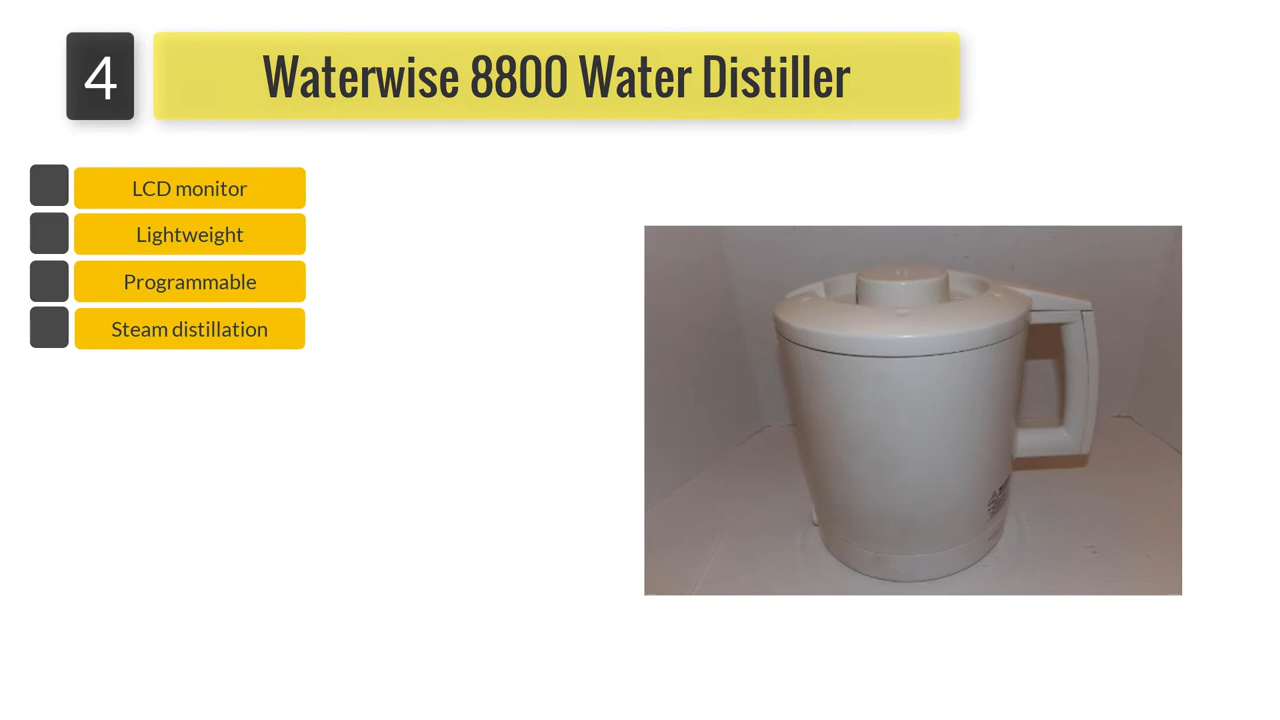 4
Waterwise 8800 Water Distiller
LCD monitor
Lightweight
Programmable
Steam distillation